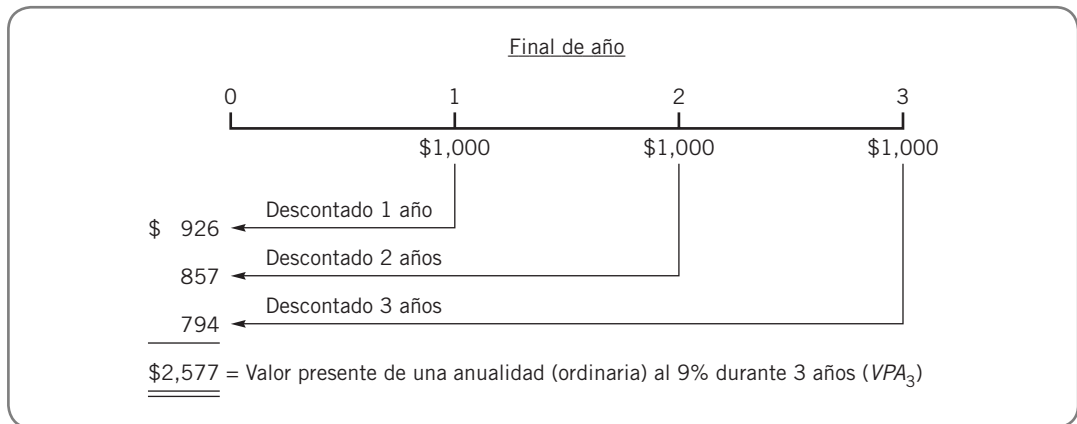 Final de año
0 1 2 3
$1,000 $1,000 $1,000
Descontado 1 año
$ 926
Descontado 2 años
857
Descontado 3 años
794
$2,577 = Valor presente de una anualidad (ordinaria) al 9% durante 3 años (VPA₃)